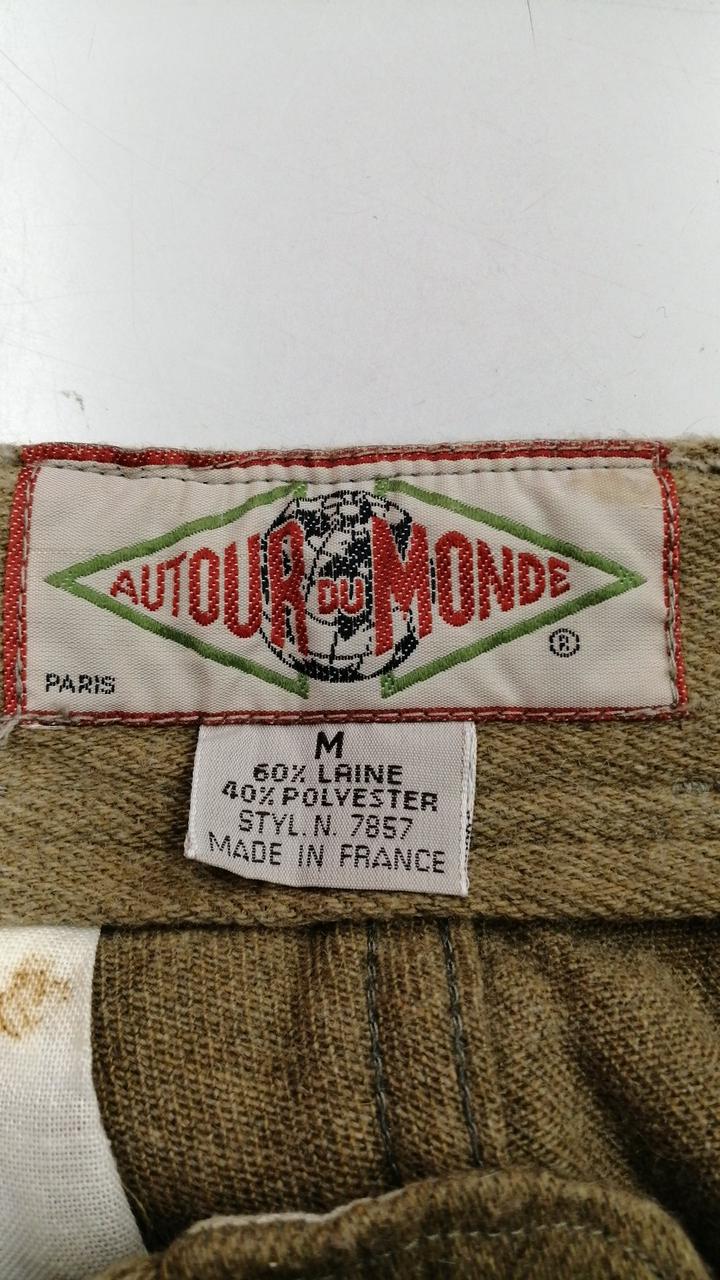 AUTOUR DU MONDE
®
PARIS
M
60% LAINE
40% POLYESTER
STYL. N. 7857
MADE IN FRANCE